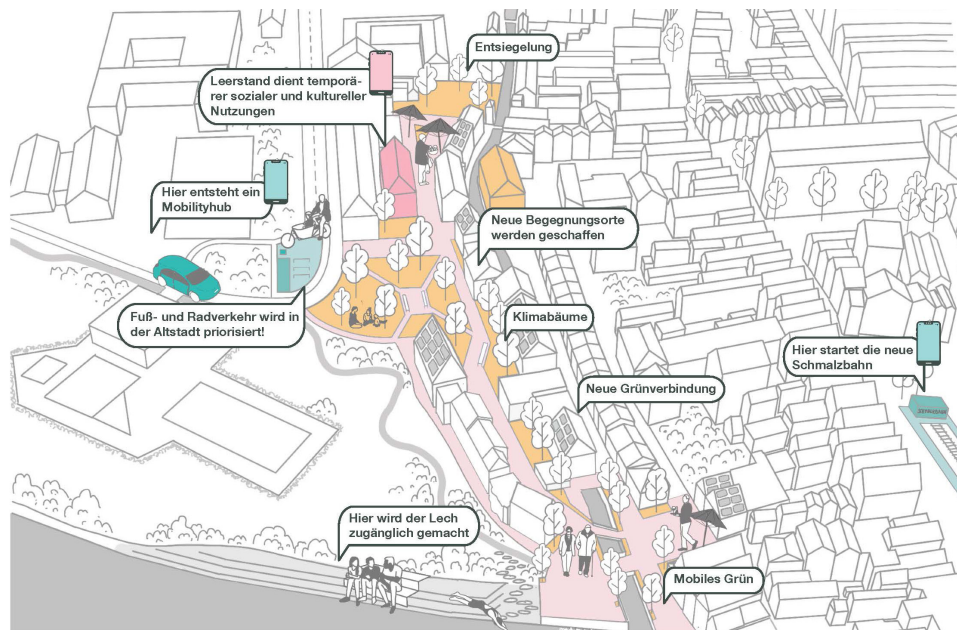 Entsiegelung
Leerstand dient temporä-
rer sozialer und kultureller
Nutzungen
Hier entsteht ein
Mobilityhub
Neue Begegnungsorte
werden geschaffen
Fuß- und Radverkehr wird in
der Altstadt priorisiert!
Klimabäume
Hier startet die neue
Schmalzbahn
Neue Grünverbindung
Hier wird der Lech
zugänglich gemacht
Mobiles Grün